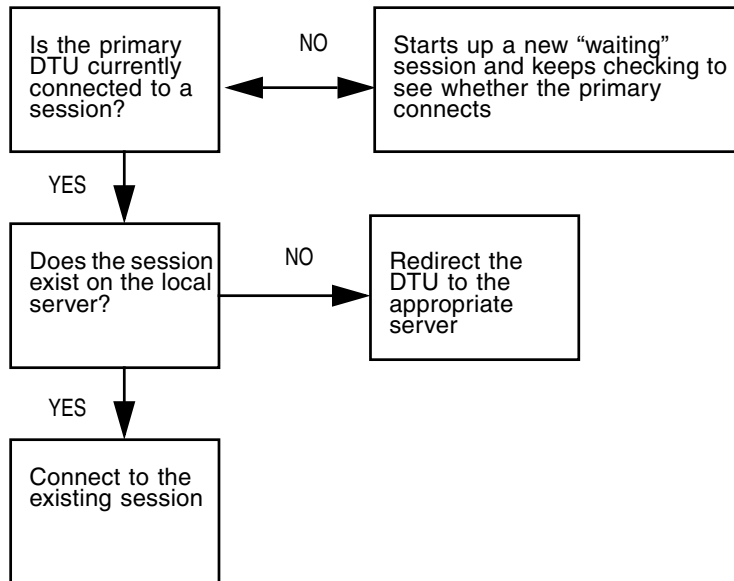 Is the primary
DTU currently
connected to a
session?
NO
Starts up a new “waiting”
session and keeps checking to
see whether the primary
connects
YES
Does the session
exist on the local
server?
NO
Redirect the
DTU to the
appropriate
server
YES
Connect to the
existing session